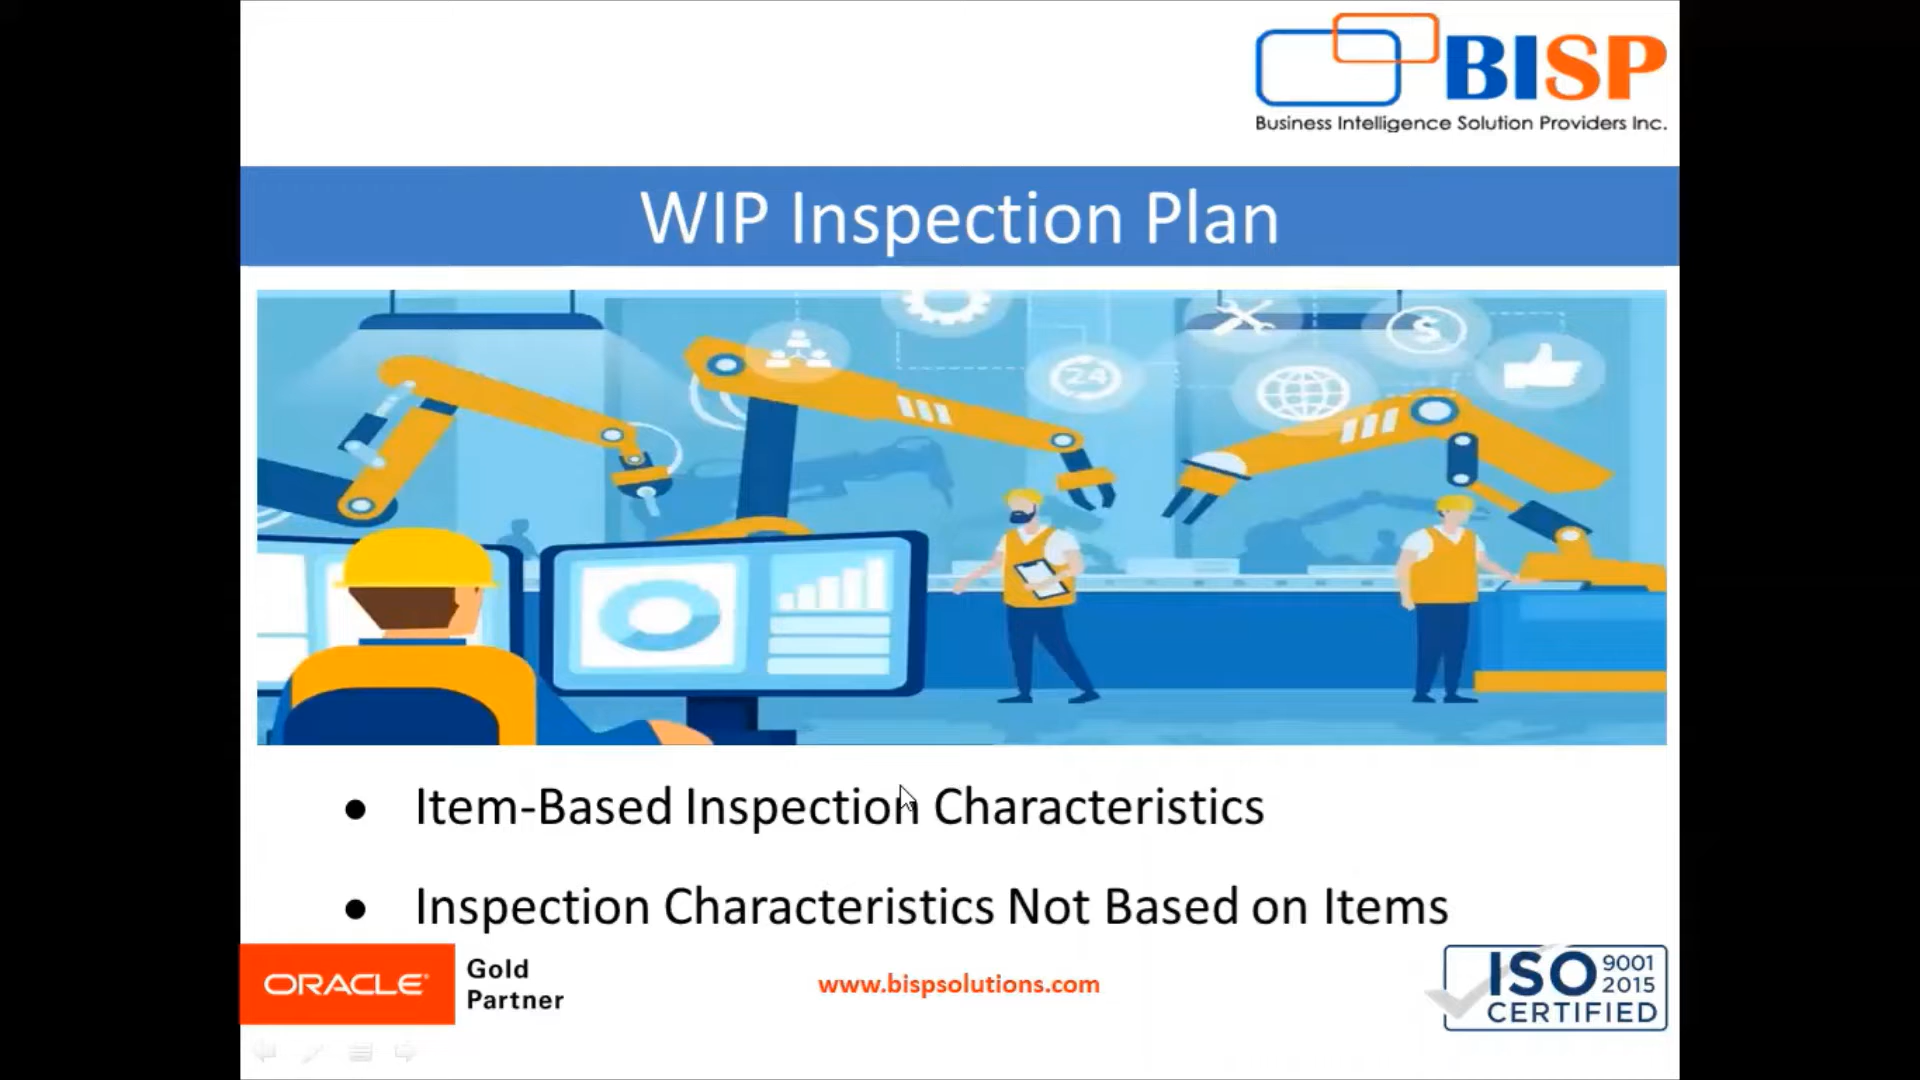 BISP
Business Intelligence Solution Providers Inc.
WIP Inspection Plan
24
$
• Item-Based Inspection Characteristics
• Inspection Characteristics Not Based on Items
ORACLE®
Gold
Partner
www.bispsolutions.com
ISO 9001
2015
CERTIFIED